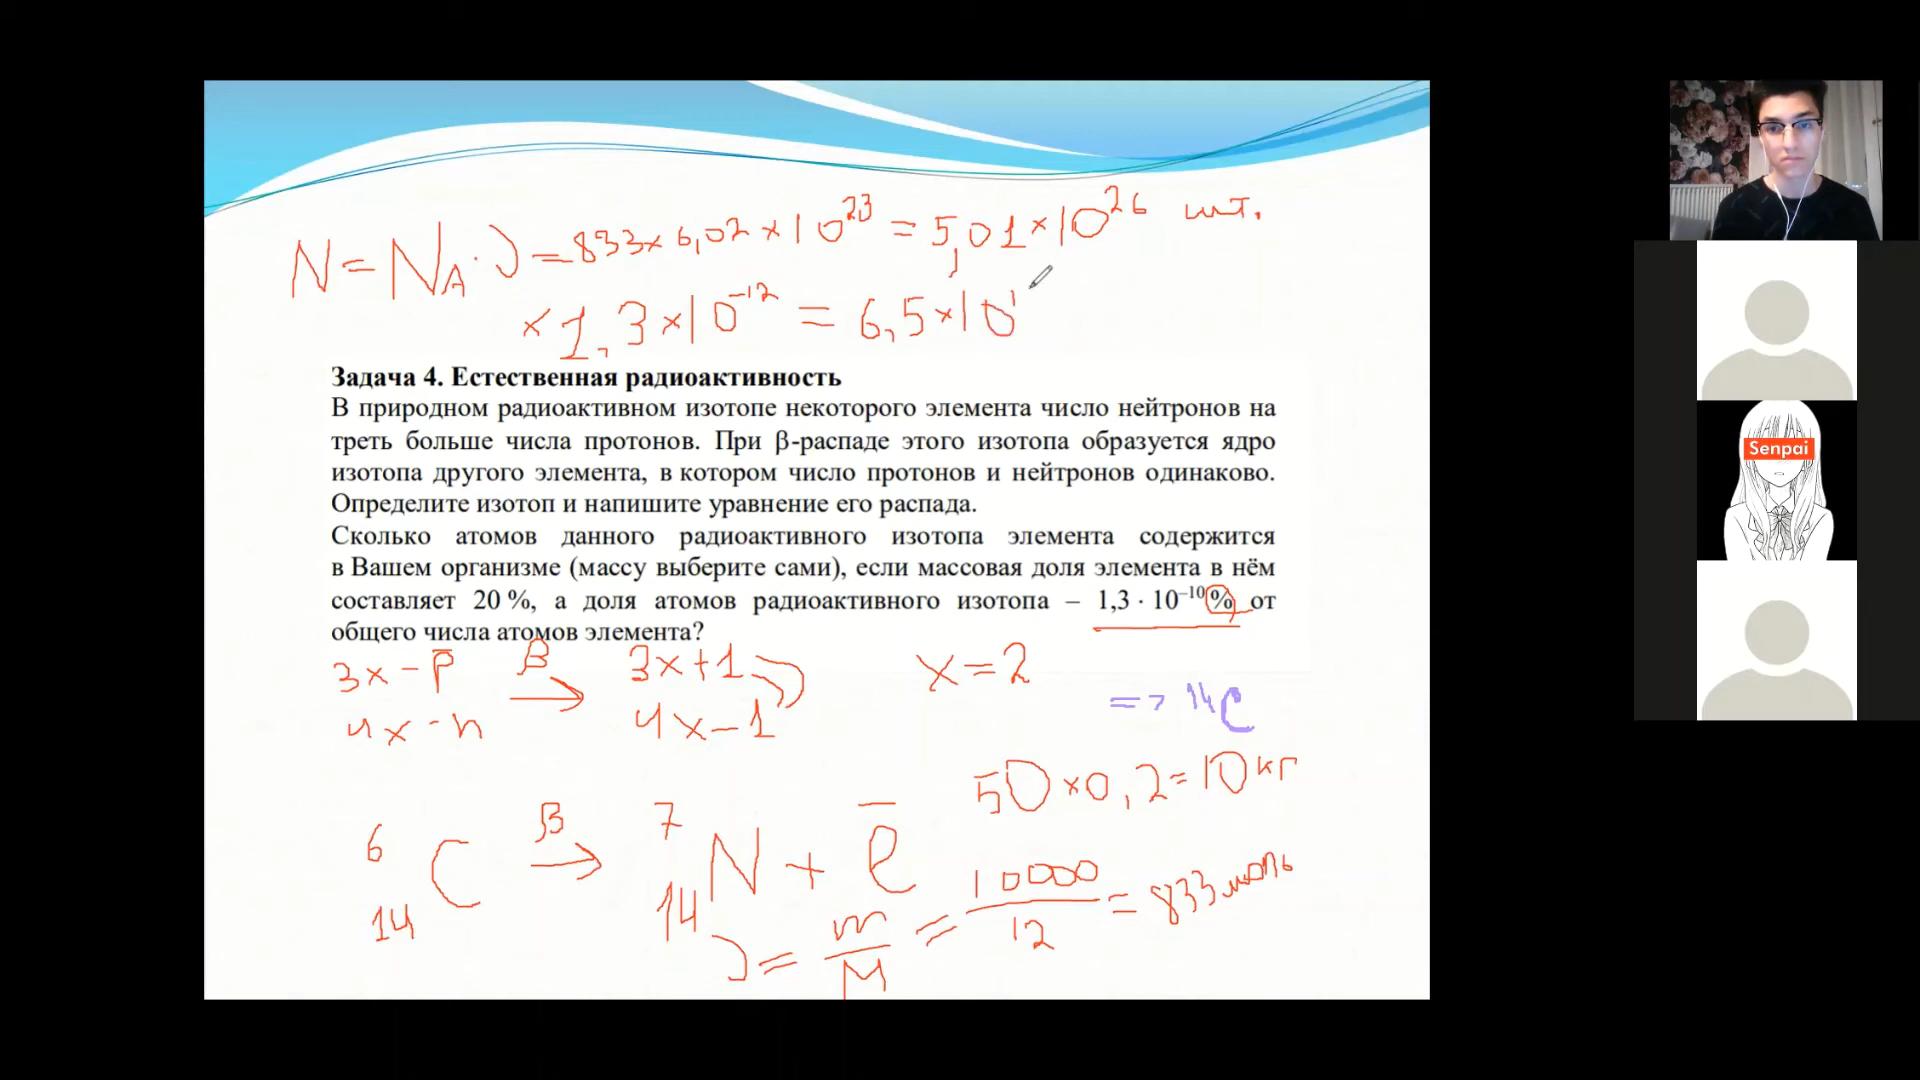 N = N_A · ν = 833 × 6,02 × 10^23 = 5,01 × 10^26 шт.
× 1,3 × 10^-12 = 6,5 × 10^1
Задача 4. Естественная радиоактивность
В природном радиоактивном изотопе некоторого элемента число нейтронов на
треть больше числа протонов. При β-распаде этого изотопа образуется ядро
изотопа другого элемента, в котором число протонов и нейтронов одинаково.
Определите изотоп и напишите уравнение его распада.
Сколько атомов данного радиоактивного изотопа элемента содержится
в Вашем организме (массу выберите сами), если массовая доля элемента в нём
составляет 20 %, а доля атомов радиоактивного изотопа – 1,3 · 10^–10 % от
общего числа атомов элемента?
3x - p̄ β → 3x+1 x = 2
4x - n 4x-1 => 14C
50 × 0,2 = 10 кг
6 14 C β → 7 14 N + ē
ν = m/M = 10000/12 = 833 моль
Senpai